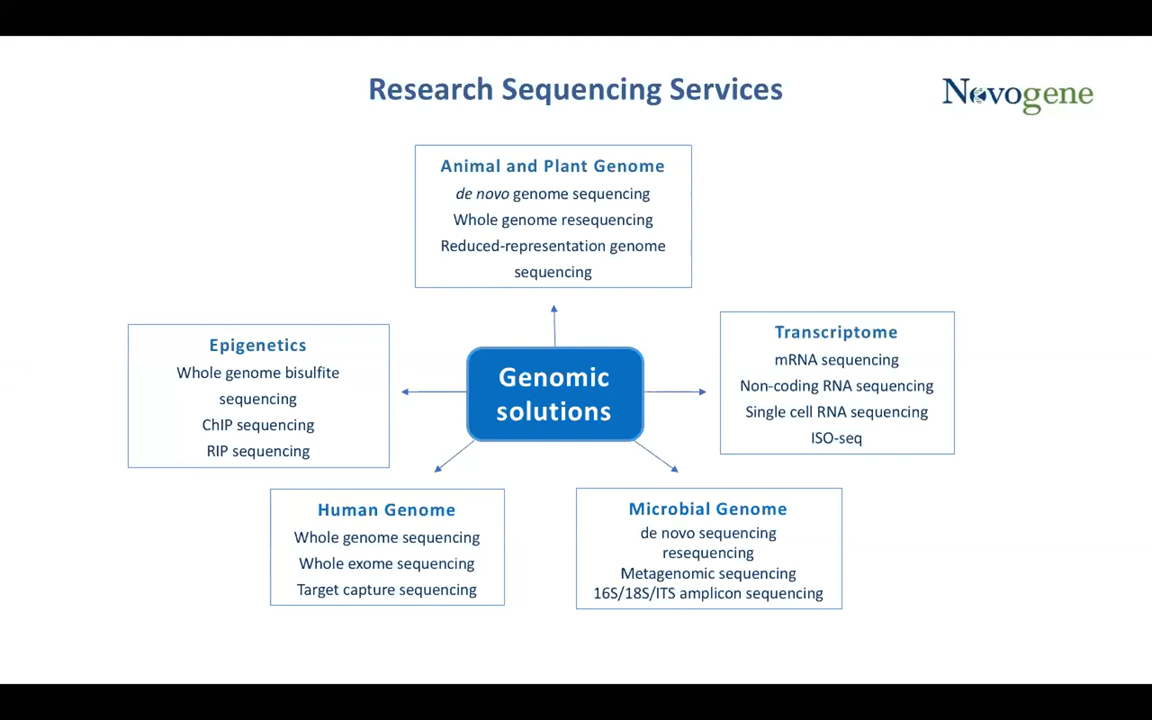 Research Sequencing Services
Novogene
Animal and Plant Genome
de novo genome sequencing
Whole genome resequencing
Reduced-representation genome
sequencing
Epigenetics
Whole genome bisulfite
sequencing
ChIP sequencing
RIP sequencing
Genomic
solutions
Transcriptome
mRNA sequencing
Non-coding RNA sequencing
Single cell RNA sequencing
ISO-seq
Human Genome
Whole genome sequencing
Whole exome sequencing
Target capture sequencing
Microbial Genome
de novo sequencing
resequencing
Metagenomic sequencing
16S/18S/ITS amplicon sequencing